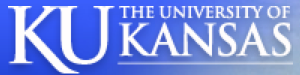 KU THE UNIVERSITY OF
KANSAS